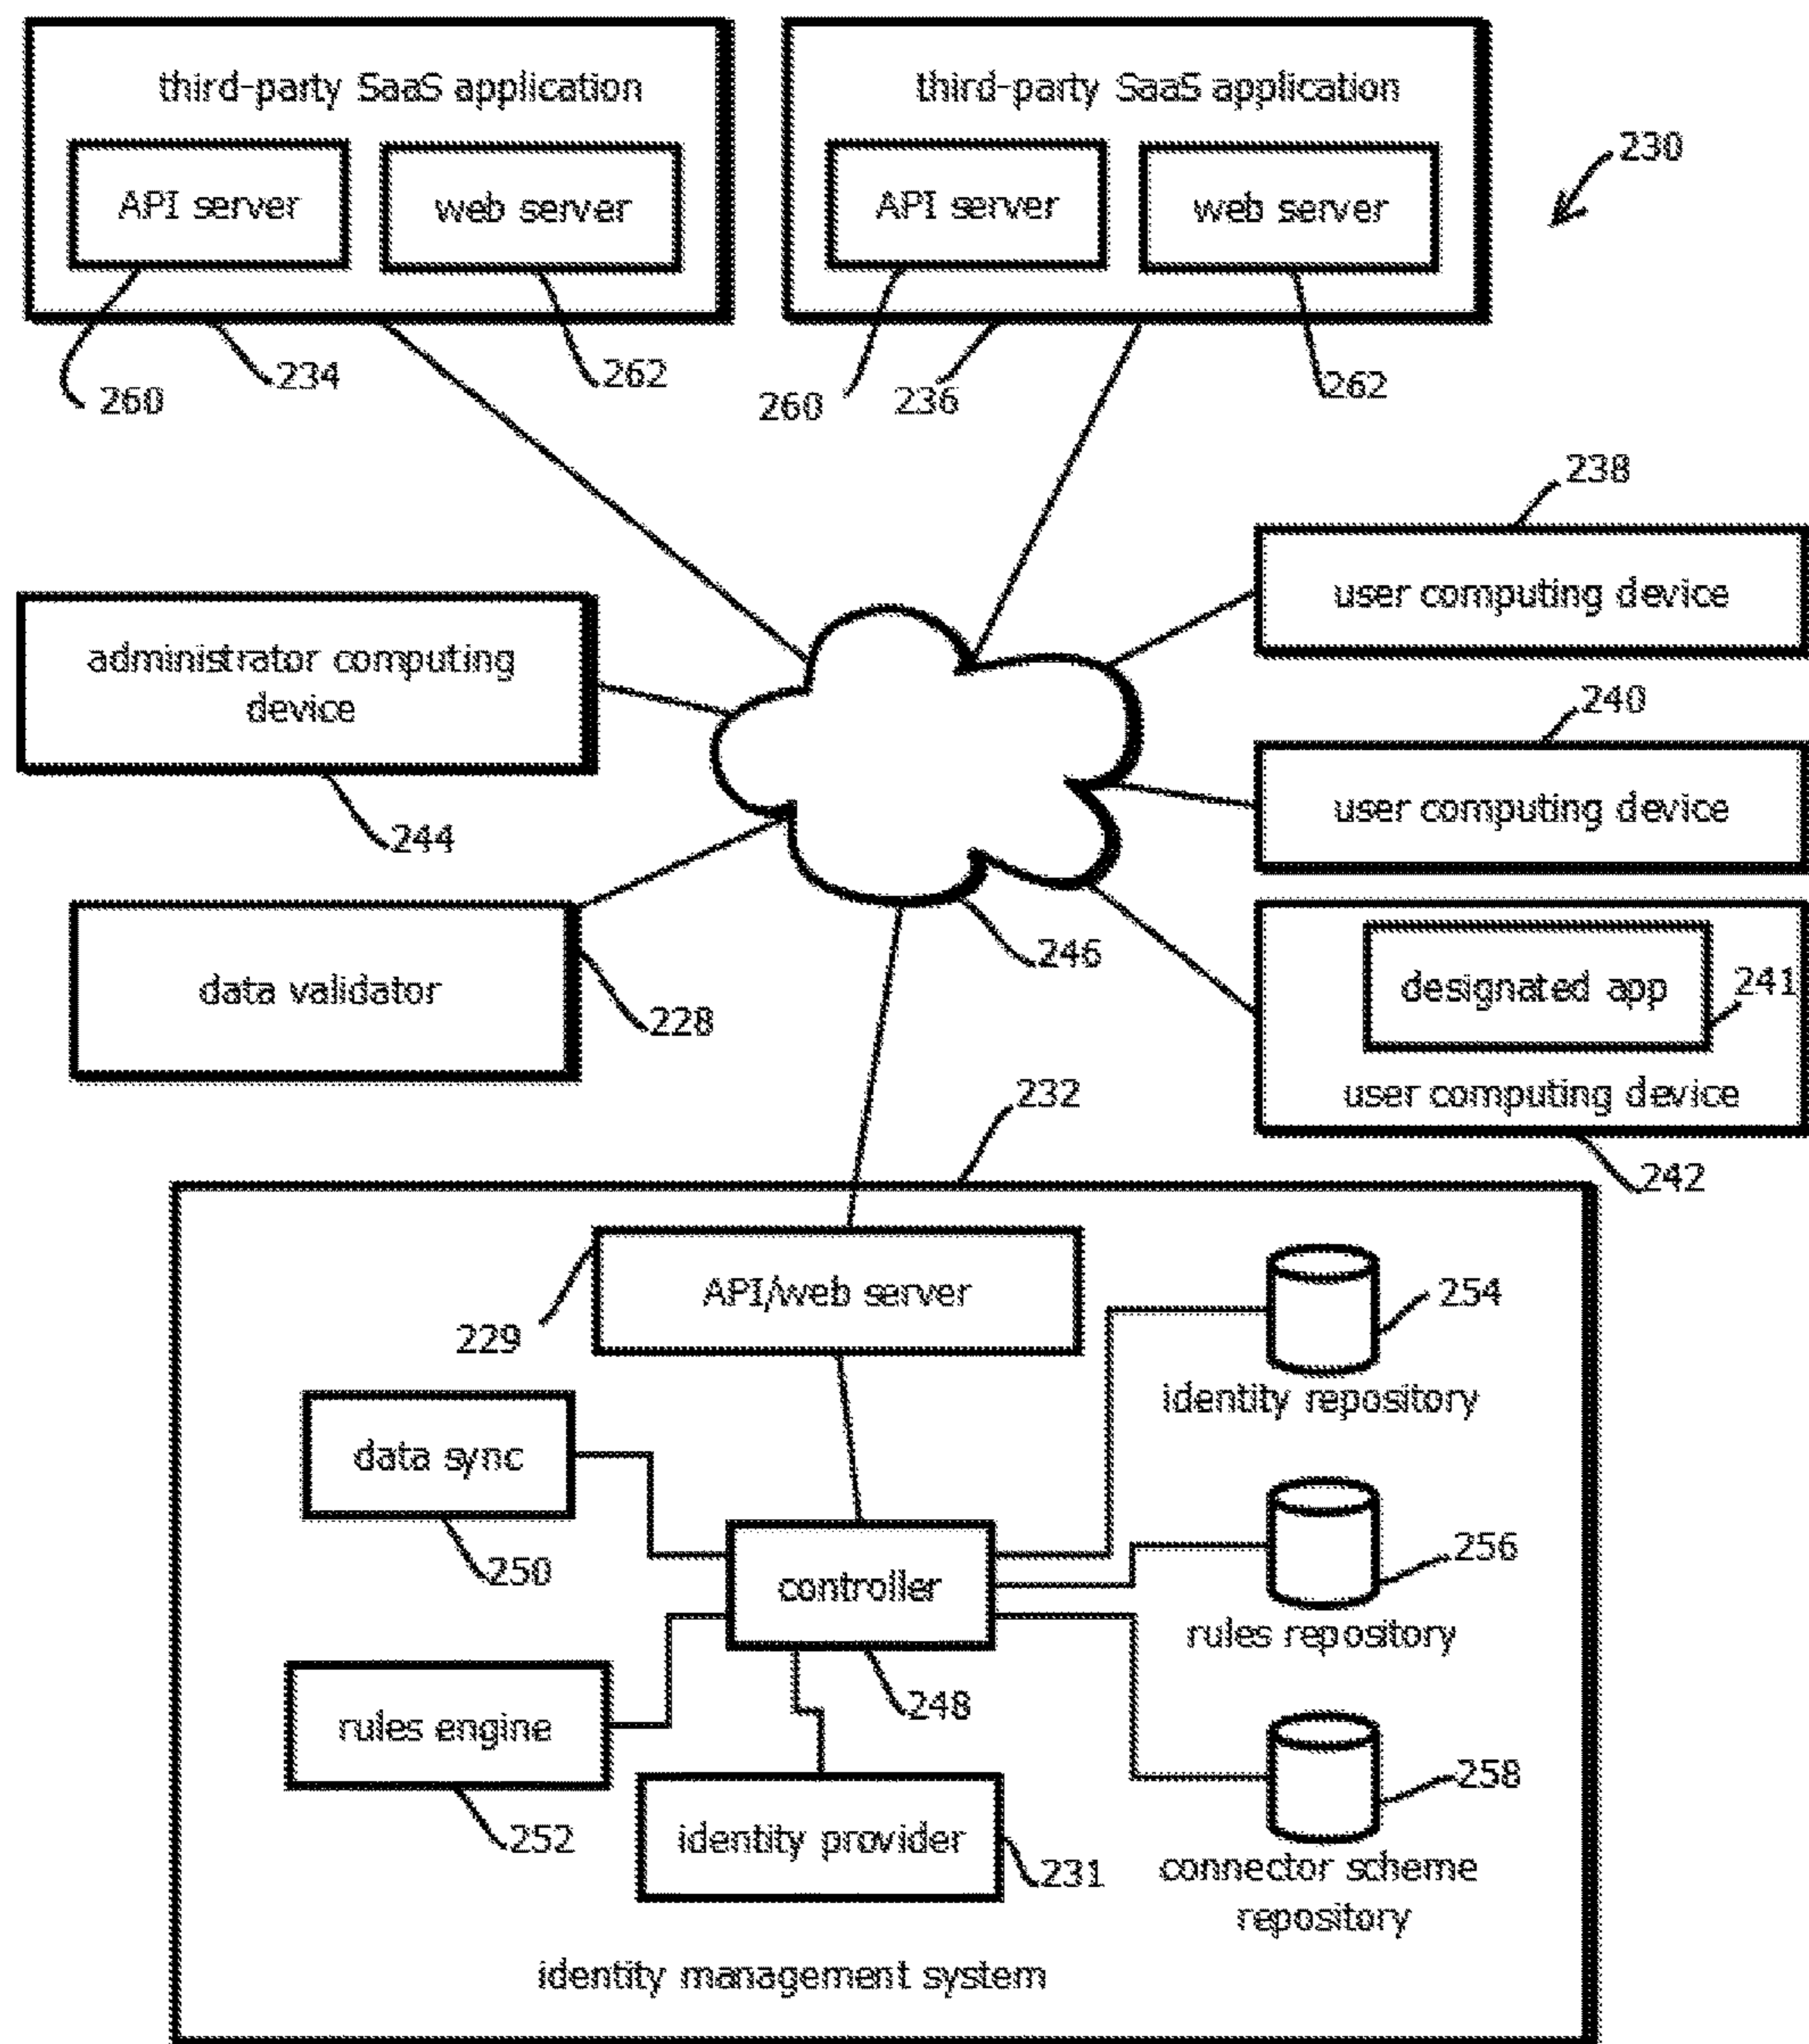 third-party SaaS application
API server
web server
260
234
262
third-party SaaS application
API server
web server
260
236
262
230
238
user computing device
administrator computing
device
244
240
user computing device
data validator
228
246
designated app
241
user computing device
242
232
API/web server
229
254
identity repository
data sync
250
controller
248
256
rules repository
rules engine
252
identity provider
231
258
connector scheme
repository
identity management system